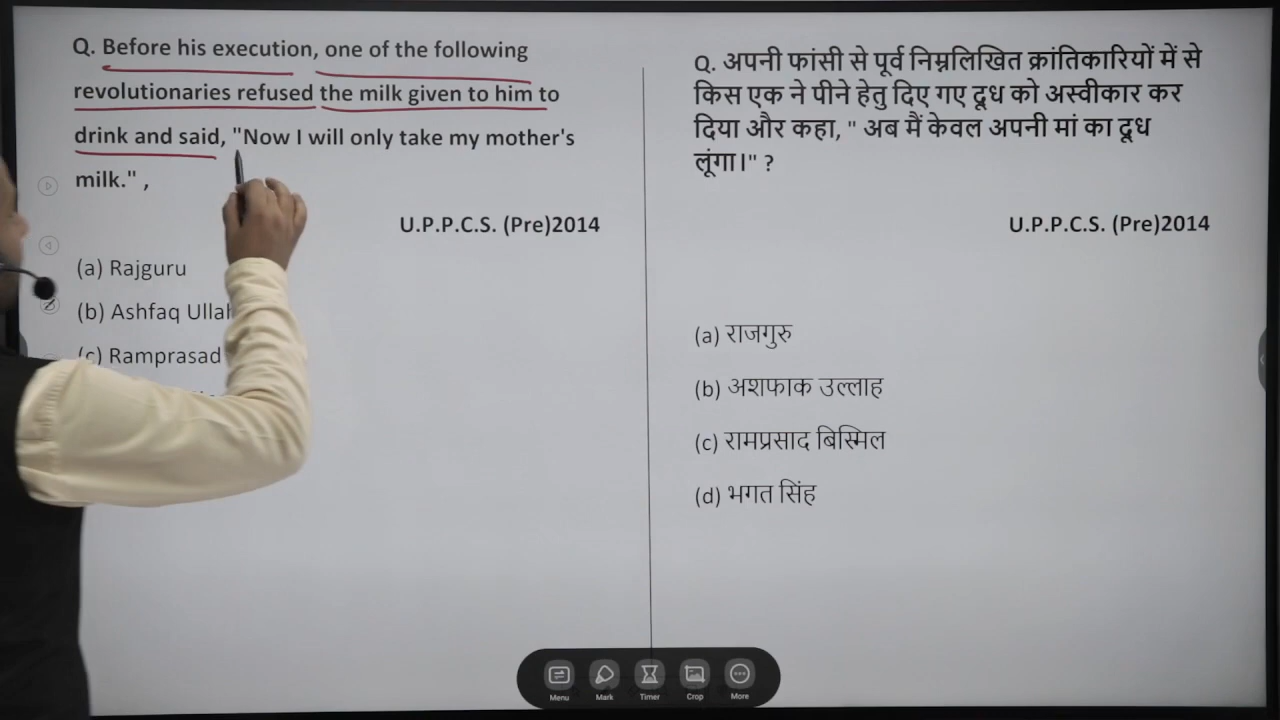 Q. Before his execution, one of the following
revolutionaries refused the milk given to him to
drink and said, "Now I will only take my mother's
milk." ,
U.P.P.C.S. (Pre)2014
(a) Rajguru
(b) Ashfaq
(c) Ramprasad
Q. अपनी फांसी से पूर्व निम्नलिखित क्रांतिकारियों में से
किस एक ने पीने हेतु दिए गए दूध को अस्वीकार कर
दिया और कहा, " अब मैं केवल अपनी मां का दूध
लूंगा।" ?
U.P.P.C.S. (Pre)2014
(a) राजगुरु
(b) अशफाक उल्लाह
(c) रामप्रसाद बिस्मिल
(d) भगत सिंह
Menu Mark Timer Crop More